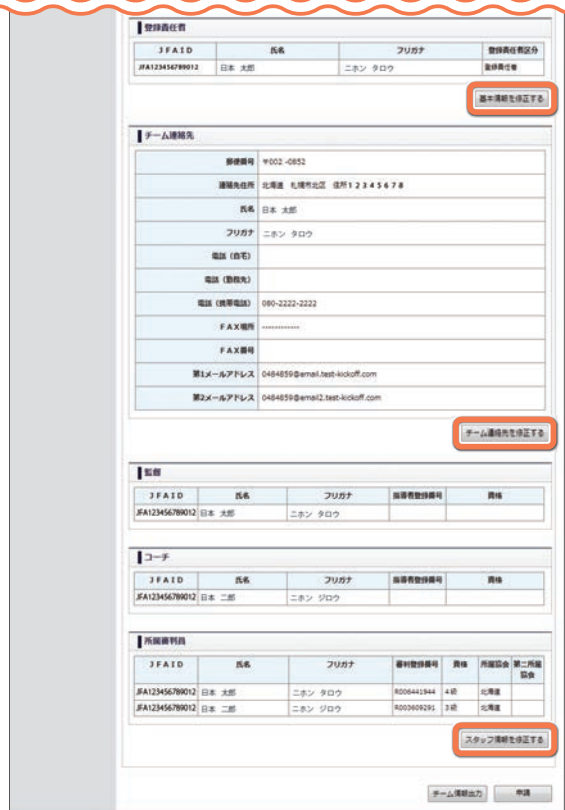 登録責任者
JFAID 氏名 フリガナ 登録責任者区分
JFA123456789012 日本 太郎 ニホン タロウ 登録責任者
基本情報を修正する
チーム連絡先
郵便番号 〒002-0852
連絡先住所 北海道 札幌市北区 住所12345678
氏名 日本 太郎
フリガナ ニホン タロウ
電話（自宅）
電話（勤務先）
電話（携帯電話） 080-2222-2222
FAX場所 ------------
FAX番号
第1メールアドレス 0484859@email.test-kickoff.com
第2メールアドレス 0484859@email2.test-kickoff.com
チーム連絡先を修正する
監督
JFAID 氏名 フリガナ 指導者登録番号 資格
JFA123456789012 日本 太郎 ニホン タロウ
コーチ
JFAID 氏名 フリガナ 指導者登録番号 資格
JFA123456789012 日本 二郎 ニホン ジロウ
所属審判員
JFAID 氏名 フリガナ 審判登録番号 資格 所属協会 第二所属協会
JFA123456789012 日本 太郎 ニホン タロウ R006441944 4級 北海道
JFA123456789012 日本 二郎 ニホン ジロウ R003609291 3級 北海道
スタッフ情報を修正する
チーム情報出力 申請